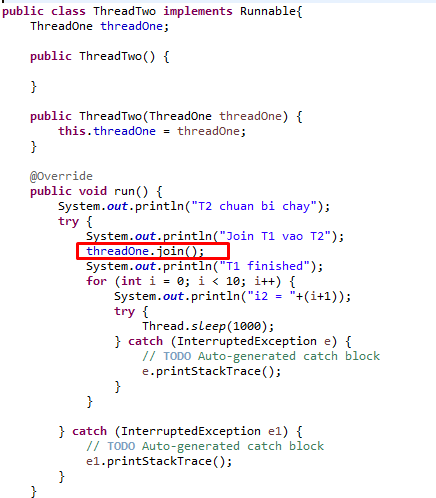 public class ThreadTwo implements Runnable{
    ThreadOne threadOne;

    public ThreadTwo() {

    }

    public ThreadTwo(ThreadOne threadOne) {
        this.threadOne = threadOne;
    }

    @Override
    public void run() {
        System.out.println("T2 chuan bi chay");
        try {
            System.out.println("Join T1 vao T2");
            threadOne.join();
            System.out.println("T1 finished");
            for (int i = 0; i < 10; i++) {
                System.out.println("i2 = "+(i+1));
                try {
                    Thread.sleep(1000);
                } catch (InterruptedException e) {
                    // TODO Auto-generated catch block
                    e.printStackTrace();
                }
            }

        } catch (InterruptedException e1) {
            // TODO Auto-generated catch block
            e1.printStackTrace();
        }
    }